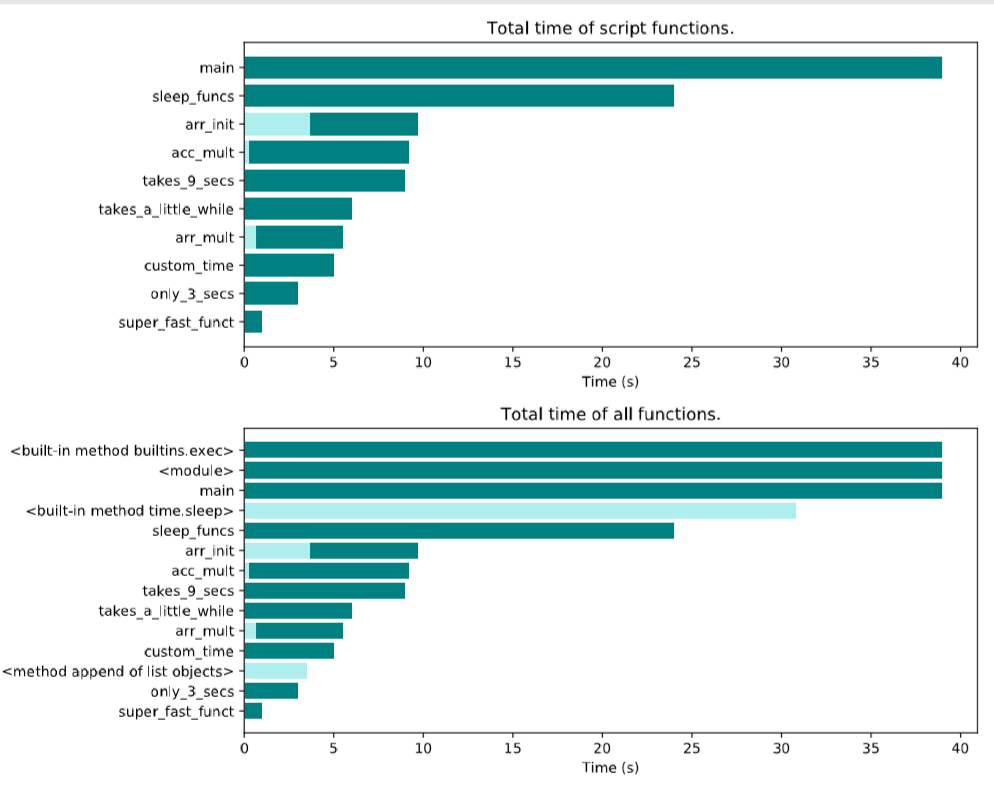 Total time of script functions.
main
sleep_funcs
arr_init
acc_mult
takes_9_secs
takes_a_little_while
arr_mult
custom_time
only_3_secs
super_fast_funct
0 5 10 15 20 25 30 35 40
Time (s)
Total time of all functions.
<built-in method builtins.exec>
<module>
main
<built-in method time.sleep>
sleep_funcs
arr_init
acc_mult
takes_9_secs
takes_a_little_while
arr_mult
custom_time
<method append of list objects>
only_3_secs
super_fast_funct
0 5 10 15 20 25 30 35 40
Time (s)